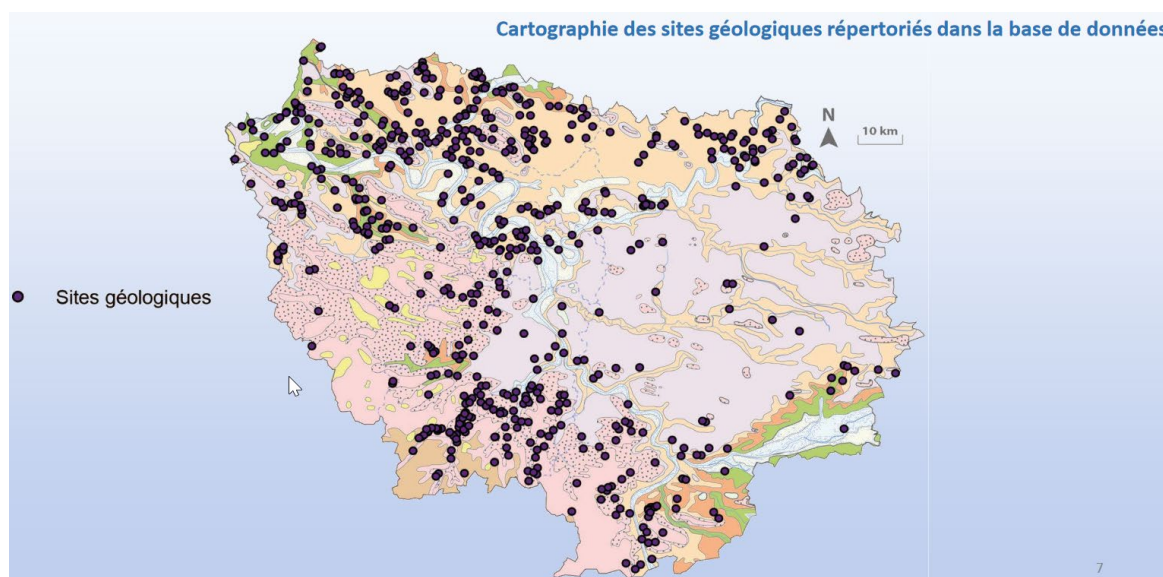 Cartographie des sites géologiques répertoriés dans la base de données
N
10 km
Sites géologiques
7